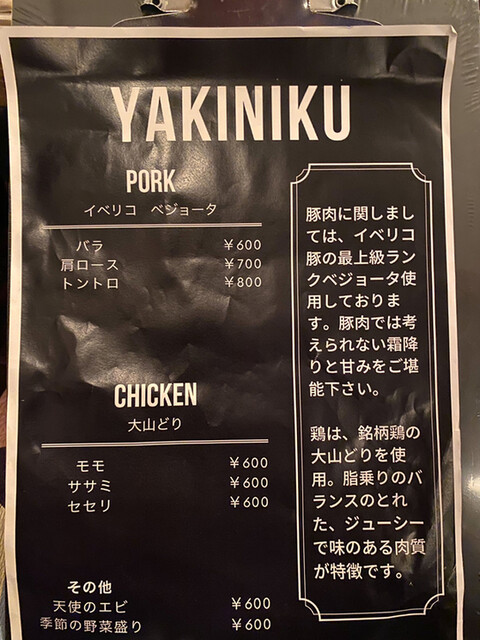 YAKINIKU
PORK
イベリコ ベジョータ
バラ ¥600
肩ロース ¥700
トントロ ¥800
CHICKEN
大山どり
モモ ¥600
ササミ ¥600
セセリ ¥600
その他
天使のエビ ¥600
季節の野菜盛り ¥600
豚肉に関しまし
ては、イベリコ
豚の最上級ラン
クベジョータ使
用しておりま
す。豚肉では考
えられない霜降
りと甘みをご堪
能下さい。
鶏は、銘柄鶏の
大山どりを使
用。脂乗りのバ
ランスのとれ
た、ジューシー
で味のある肉質
が特徴です。